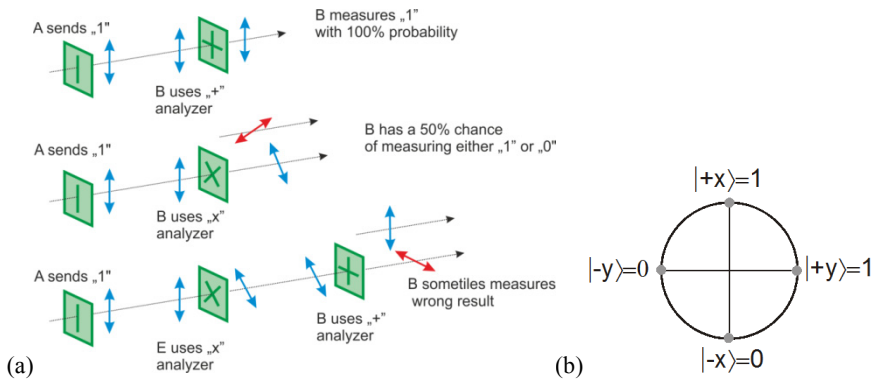 A sends „1"
B measures „1”
with 100% probability
B uses „+”
analyzer
A sends „1"
B has a 50% chance
of measuring either „1” or „0"
B uses „x”
analyzer
A sends „1"
B sometiles measures
wrong result
E uses „x”
analyzer
B uses „+”
analyzer
(a)
|+x⟩=1
|-y⟩=0
|+y⟩=1
|-x⟩=0
(b)